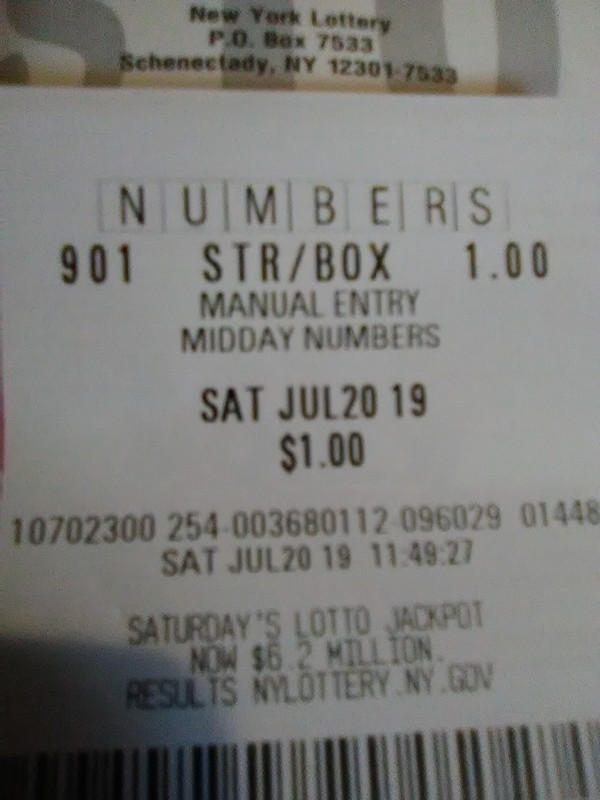 New York Lottery
P.O. Box 7533
Schenectady, NY 12301-7533
NUMBERS
901 STR/BOX 1.00
MANUAL ENTRY
MIDDAY NUMBERS
SAT JUL20 19
$1.00
10702300 254-003680112-096029 01448
SAT JUL20 19 11:49:27
SATURDAY'S LOTTO JACKPOT
NOW $6.2 MILLION.
RESULTS NYLOTTERY.NY.GOV